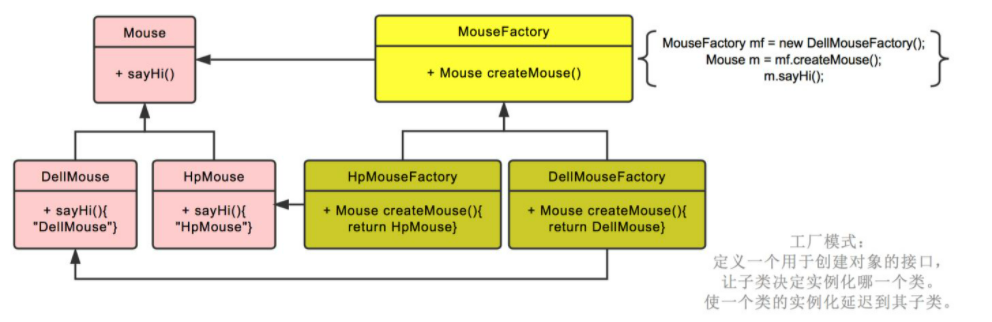 Mouse
+ sayHi()
MouseFactory
+ Mouse createMouse()
MouseFactory mf = new DellMouseFactory();
Mouse m = mf.createMouse();
m.sayHi();
DellMouse
+ sayHi(){
"DellMouse"}
HpMouse
+ sayHi(){
"HpMouse"}
HpMouseFactory
+ Mouse createMouse(){
return HpMouse}
DellMouseFactory
+ Mouse createMouse(){
return DellMouse}
工厂模式：
定义一个用于创建对象的接口，
让子类决定实例化哪一个类。
使一个类的实例化延迟到其子类。